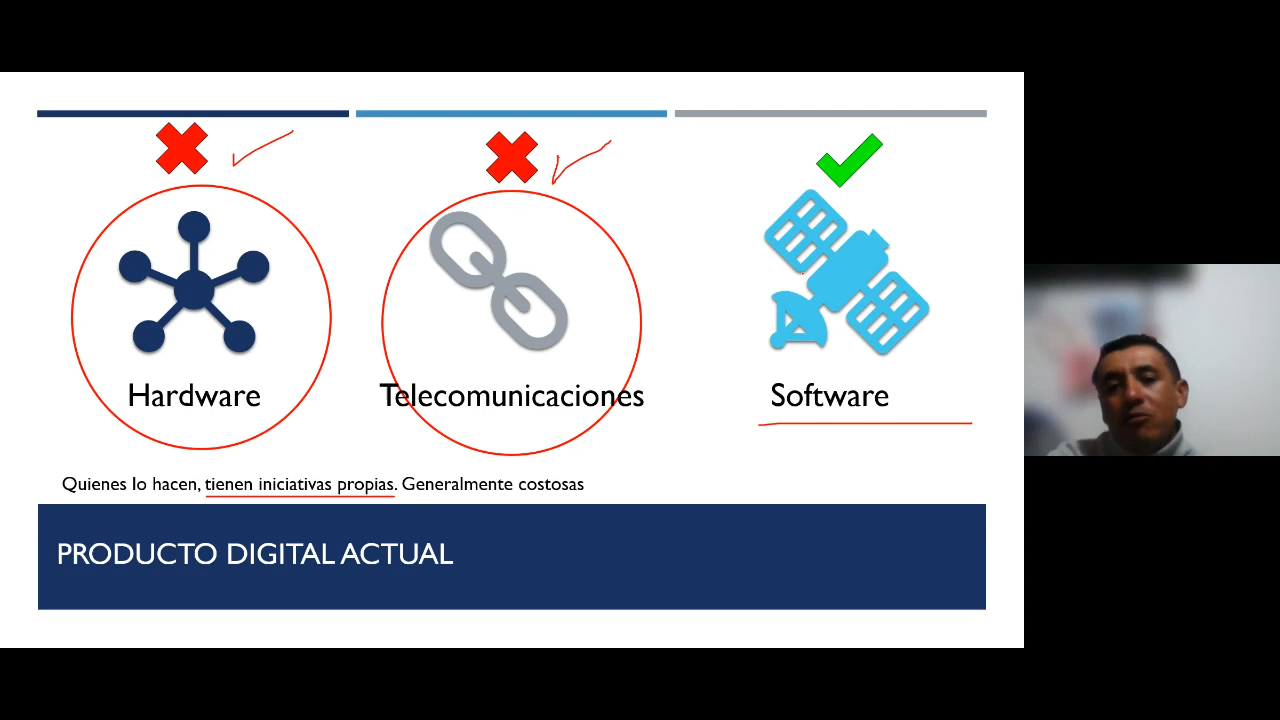 Hardware
Telecomunicaciones
Software
Quienes lo hacen, tienen iniciativas propias. Generalmente costosas
PRODUCTO DIGITAL ACTUAL